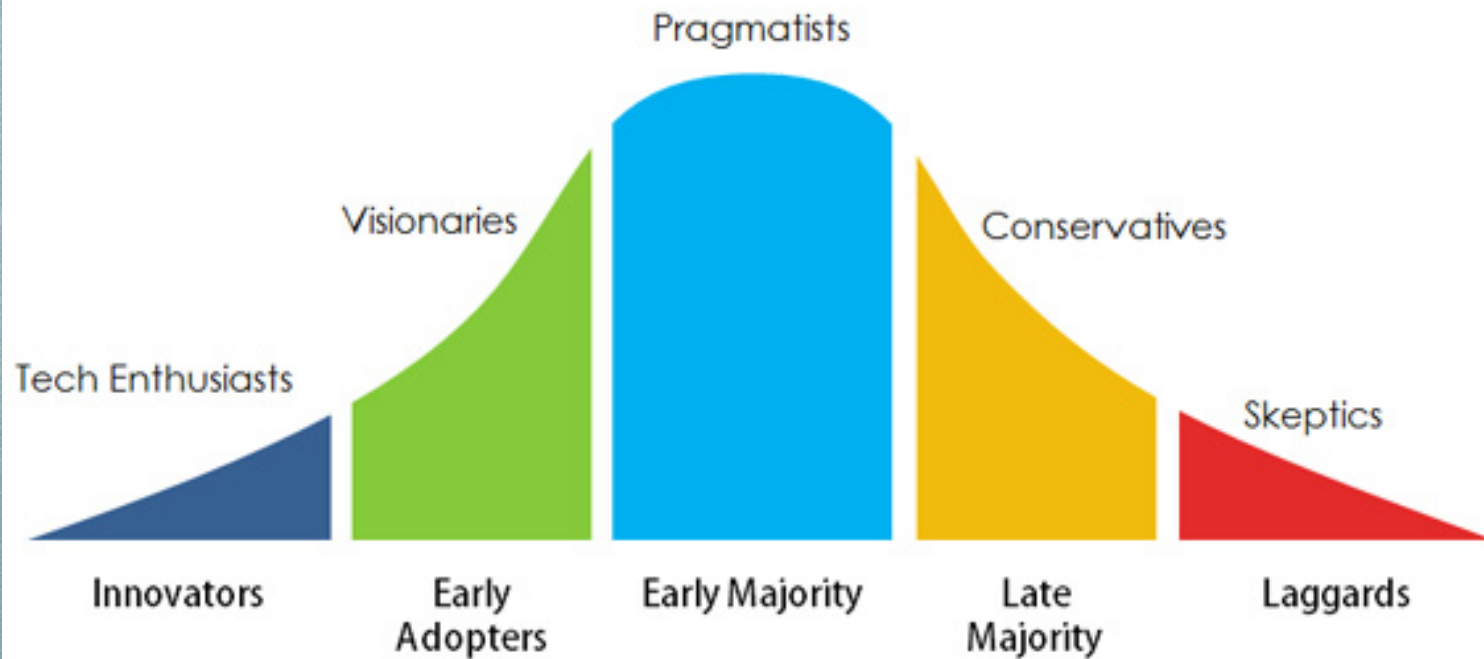 Pragmatists
Visionaries
Conservatives
Tech Enthusiasts
Skeptics
Innovators
Early
Adopters
Early Majority
Late
Majority
Laggards